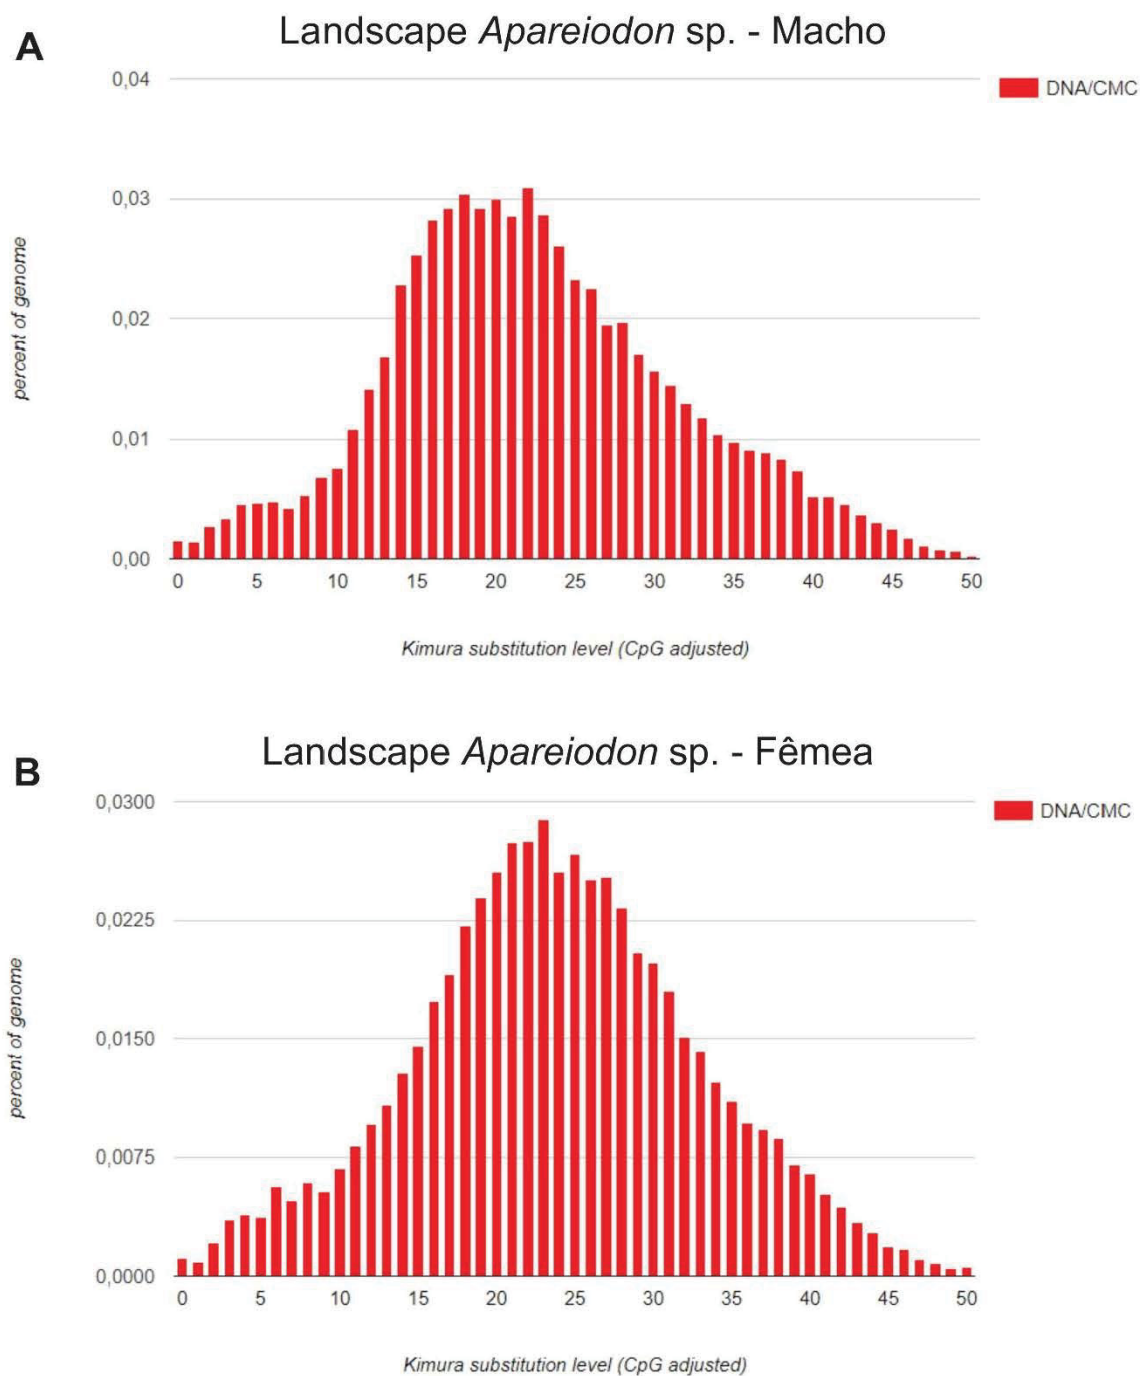 A
Landscape Apareiodon sp. - Macho
DNA/CMC
percent of genome
0,04
0,03
0,02
0,01
0,00
0 5 10 15 20 25 30 35 40 45 50
Kimura substitution level (CpG adjusted)
B
Landscape Apareiodon sp. - Fêmea
DNA/CMC
percent of genome
0,0300
0,0225
0,0150
0,0075
0,0000
0 5 10 15 20 25 30 35 40 45 50
Kimura substitution level (CpG adjusted)